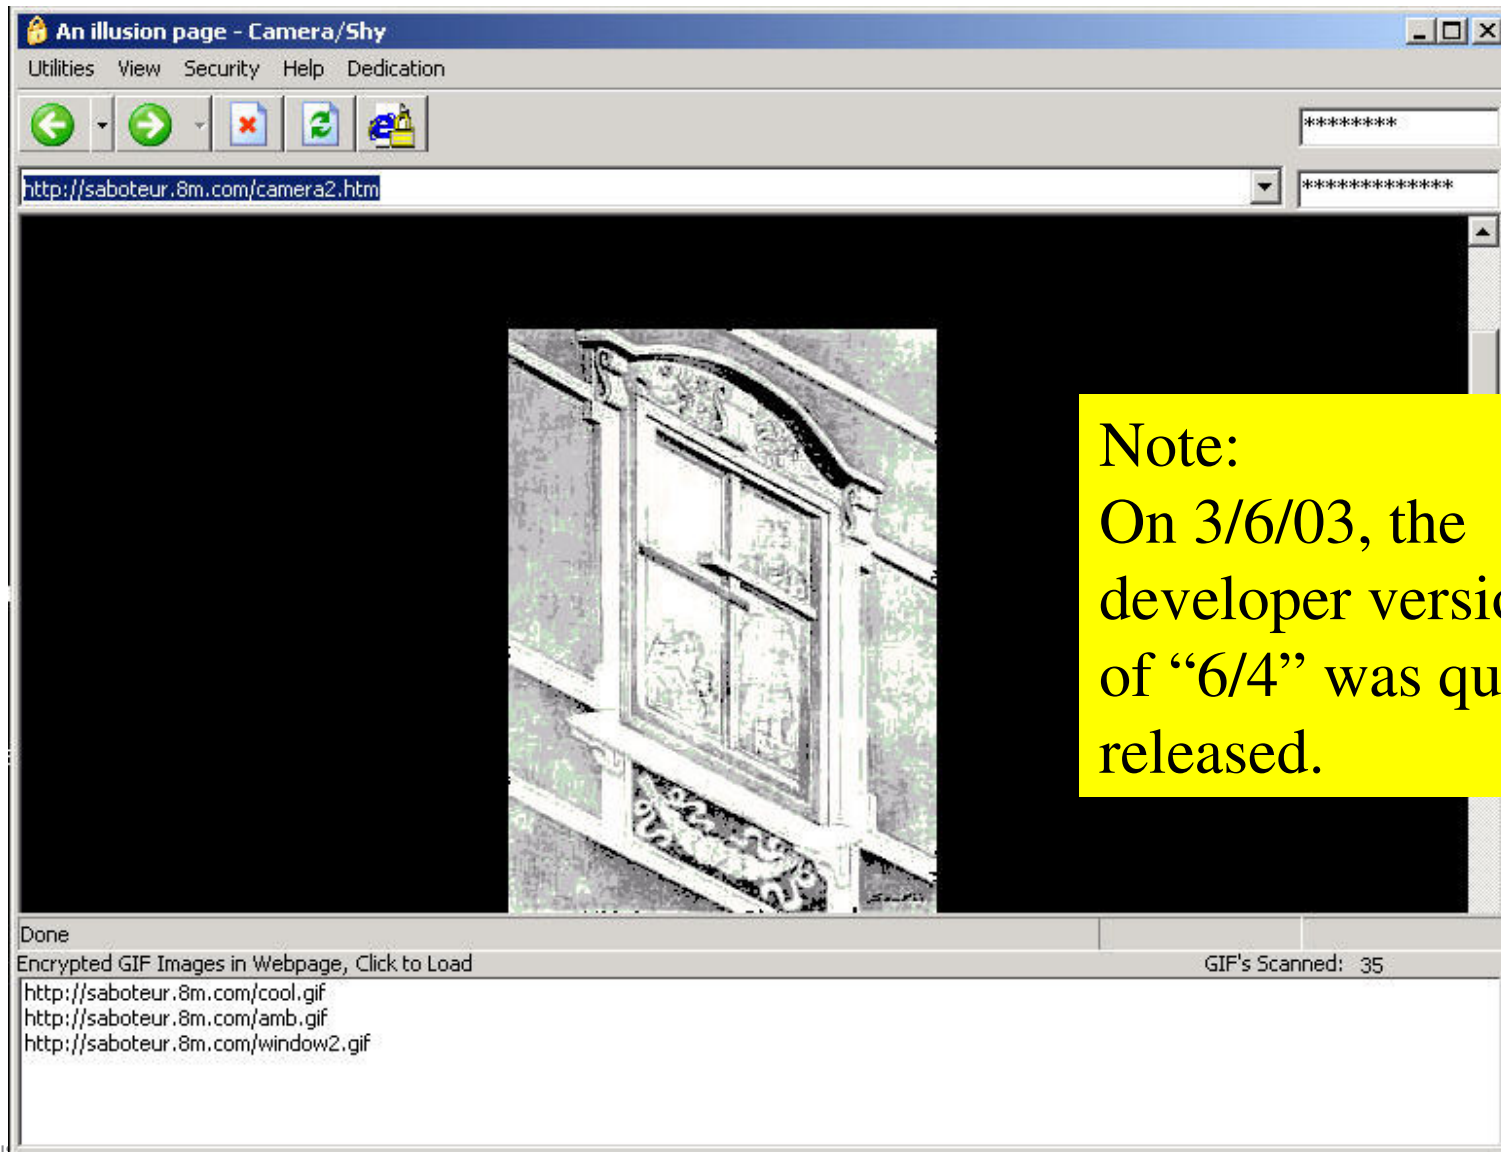 An illusion page - Camera/Shy
Utilities View Security Help Dedication
********
http://saboteur.8m.com/camera2.htm
*************
Note:
On 3/6/03, the
developer versio
of “6/4” was qu
released.
Done
Encrypted GIF Images in Webpage, Click to Load GIF's Scanned: 35
http://saboteur.8m.com/cool.gif
http://saboteur.8m.com/amb.gif
http://saboteur.8m.com/window2.gif